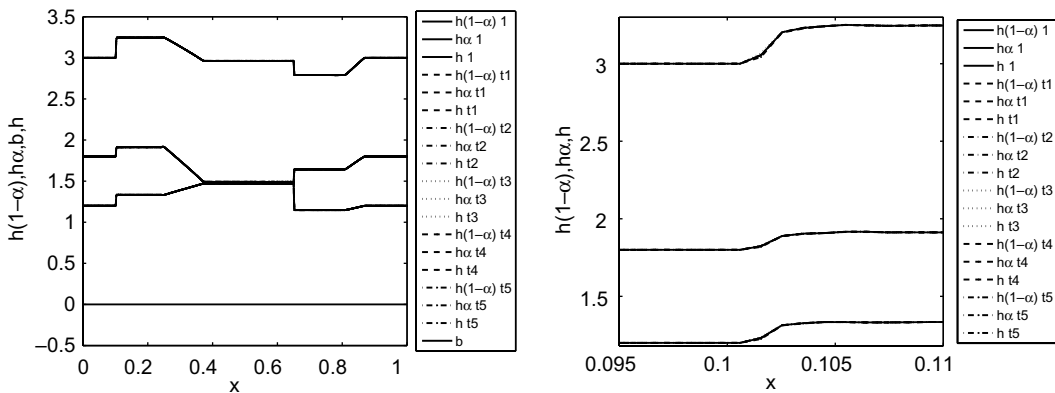 3.5
3
2.5
2
1.5
1
0.5
0
−0.5
0
0.2
0.4
0.6
0.8
1
x
h(1−α),hα,b,h
h(1−α) 1
hα 1
h 1
h(1−α) t1
hα t1
h t1
h(1−α) t2
hα t2
h t2
h(1−α) t3
hα t3
h t3
h(1−α) t4
hα t4
h t4
h(1−α) t5
hα t5
h t5
b
3
2.5
2
1.5
0.095
0.1
0.105
0.11
x
h(1−α),hα,h
h(1−α) 1
hα 1
h 1
h(1−α) t1
hα t1
h t1
h(1−α) t2
hα t2
h t2
h(1−α) t3
hα t3
h t3
h(1−α) t4
hα t4
h t4
h(1−α) t5
hα t5
h t5